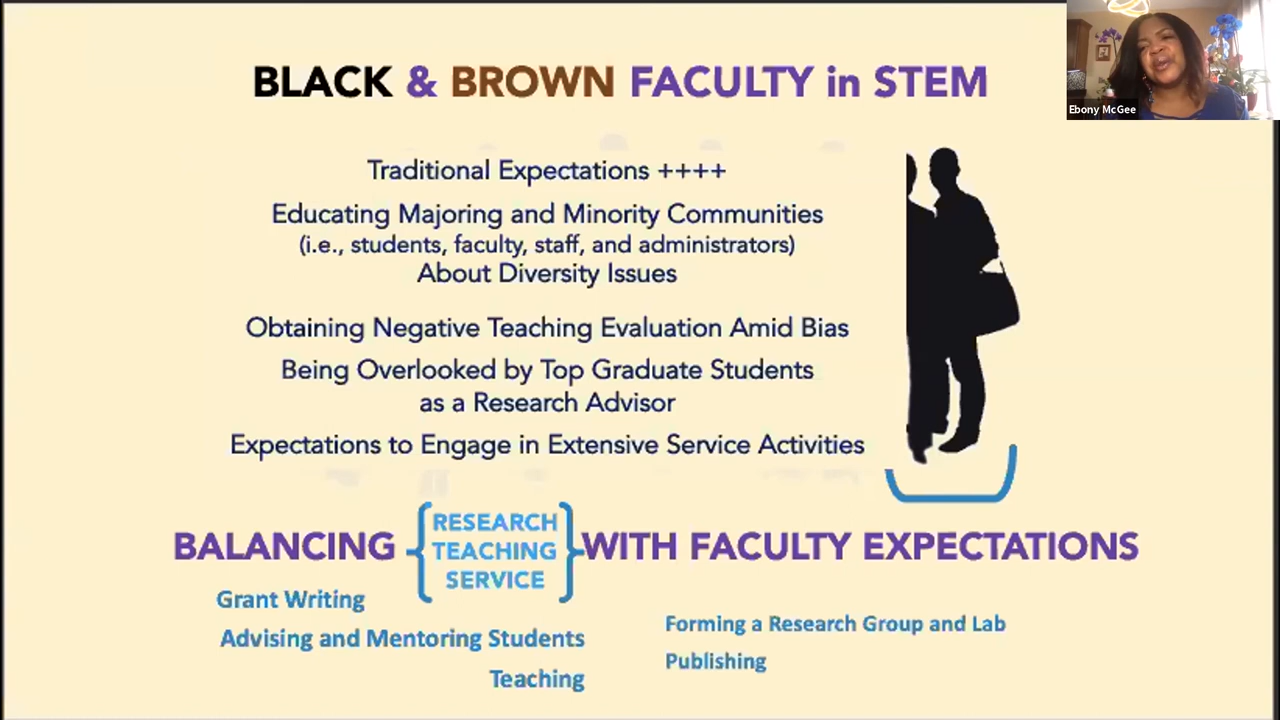 BLACK & BROWN FACULTY in STEM
Ebony McGee
Traditional Expectations ++++
Educating Majoring and Minority Communities
(i.e., students, faculty, staff, and administrators)
About Diversity Issues
Obtaining Negative Teaching Evaluation Amid Bias
Being Overlooked by Top Graduate Students
as a Research Advisor
Expectations to Engage in Extensive Service Activities
RESEARCH
BALANCING TEACHING WITH FACULTY EXPECTATIONS
SERVICE
Grant Writing
Advising and Mentoring Students
Teaching
Forming a Research Group and Lab
Publishing